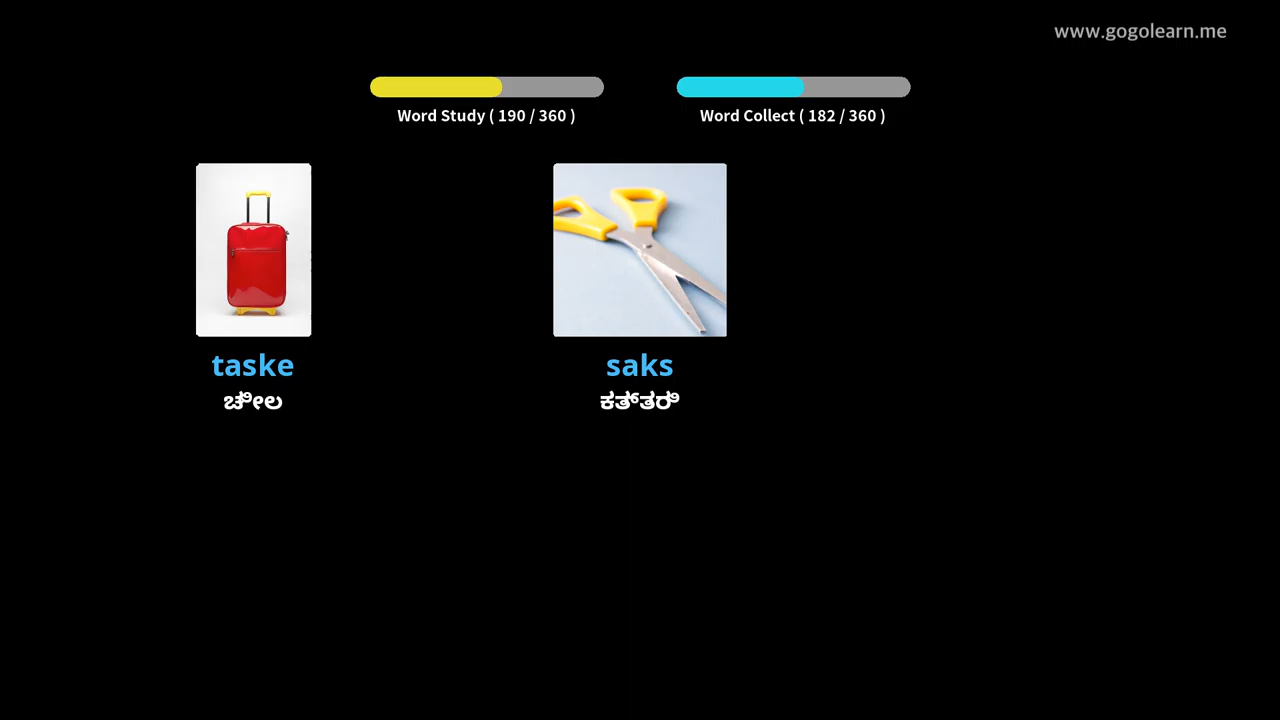 www.gogolearn.me
Word Study ( 190 / 360 )
Word Collect ( 182 / 360 )
taske
saks
ಚೀಲ
ಕತ್ತರಿ